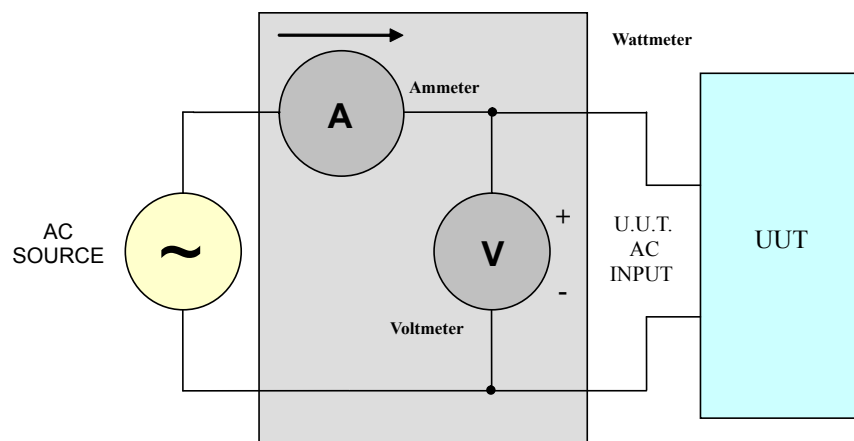 Wattmeter
Ammeter
A
AC
SOURCE
~
V
+
-
U.U.T.
AC
INPUT
UUT
Voltmeter